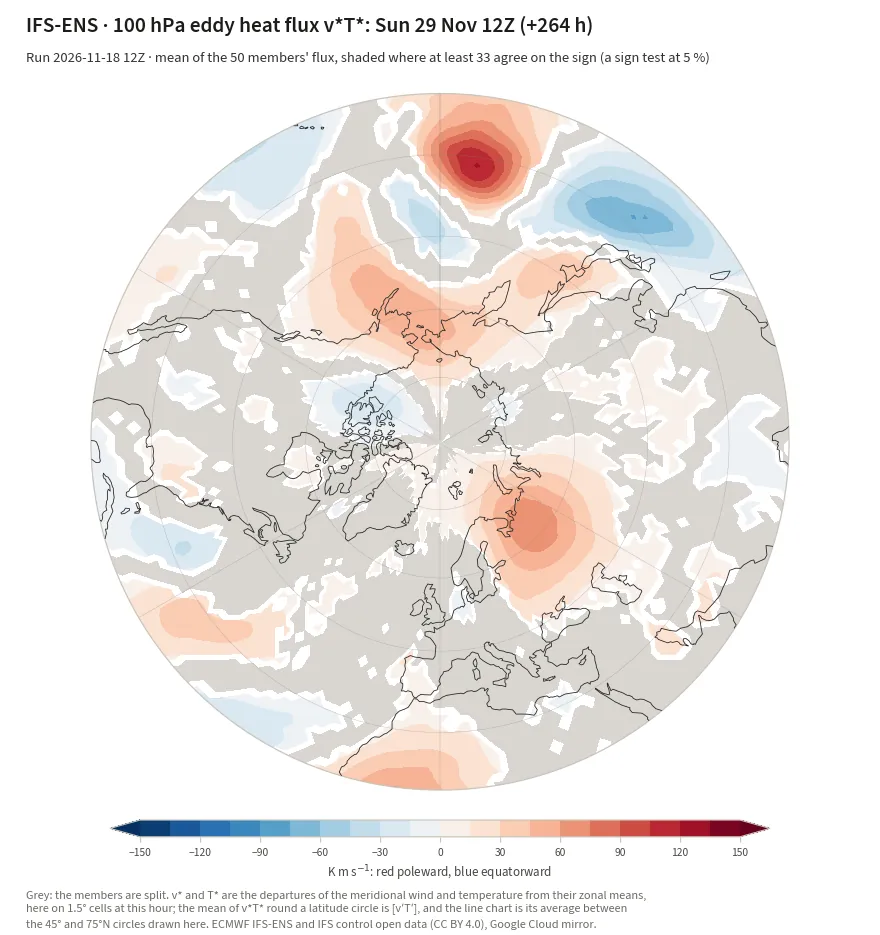 IFS-ENS · 100 hPa eddy heat flux v*T*: Sun 29 Nov 12Z (+264 h)
Run 2026-11-18 12Z · mean of the 50 members' flux, shaded where at least 33 agree on the sign (a sign test at 5 %)
−150 −120 −90 −60 −30 0 30 60 90 120 150
K m s⁻¹: red poleward, blue equatorward
Grey: the members are split. v* and T* are the departures of the meridional wind and temperature from their zonal means,
here on 1.5° cells at this hour; the mean of v*T* round a latitude circle is [v′T′], and the line chart is its average between
the 45° and 75°N circles drawn here. ECMWF IFS-ENS and IFS control open data (CC BY 4.0), Google Cloud mirror.